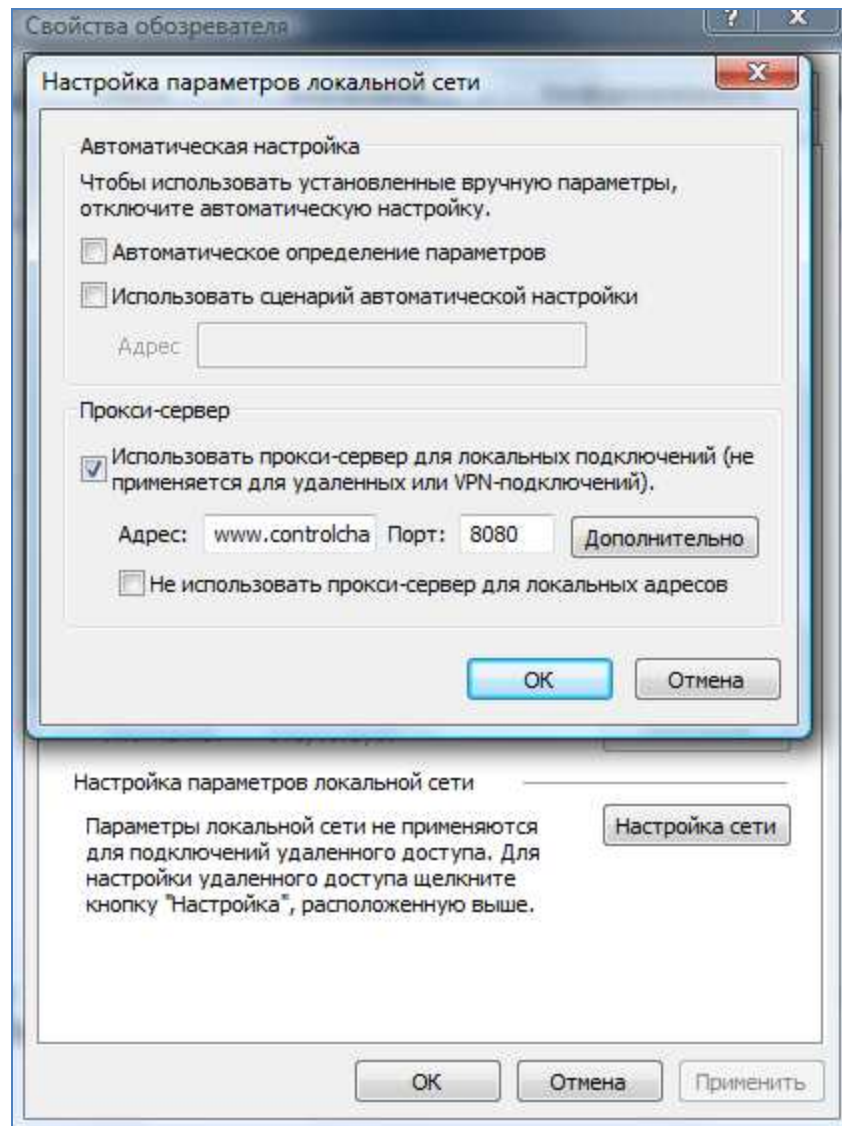 Свойства обозревателя
Настройка параметров локальной сети
Автоматическая настройка
Чтобы использовать установленные вручную параметры,
отключите автоматическую настройку.
Автоматическое определение параметров
Использовать сценарий автоматической настройки
Адрес
Прокси-сервер
Использовать прокси-сервер для локальных подключений (не
применяется для удаленных или VPN-подключений).
Адрес: www.controlcha Порт: 8080 Дополнительно
Не использовать прокси-сервер для локальных адресов
ОК Отмена
Настройка параметров локальной сети
Параметры локальной сети не применяются Настройка сети
для подключений удаленного доступа. Для
настройки удаленного доступа щелкните
кнопку "Настройка", расположенную выше.
ОК Отмена Применить